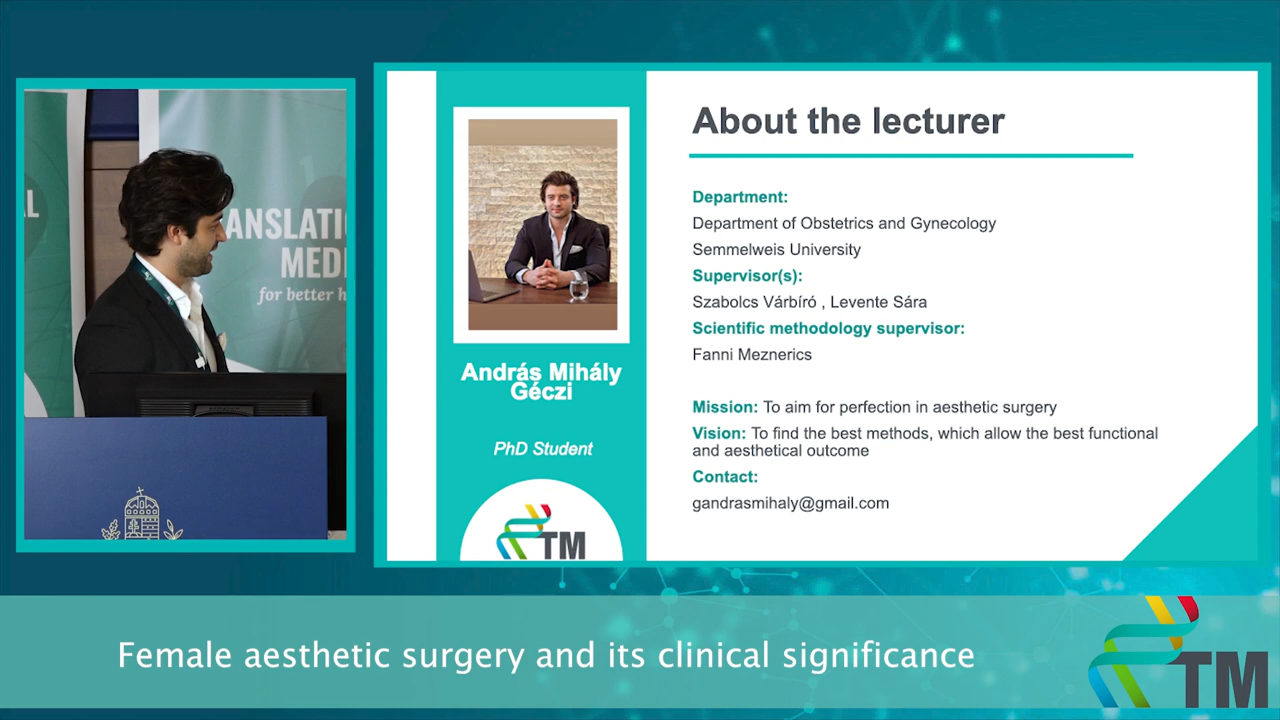 L
ANSLATI
MEDI
for better h
About the lecturer
Department:
Department of Obstetrics and Gynecology
Semmelweis University
Supervisor(s):
Szabolcs Várbíró , Levente Sára
Scientific methodology supervisor:
Fanni Meznerics
Mission: To aim for perfection in aesthetic surgery
Vision: To find the best methods, which allow the best functional
and aesthetical outcome
Contact:
gandrasmihaly@gmail.com
András Mihály
Géczi
PhD Student
TM
Female aesthetic surgery and its clinical significance
TM